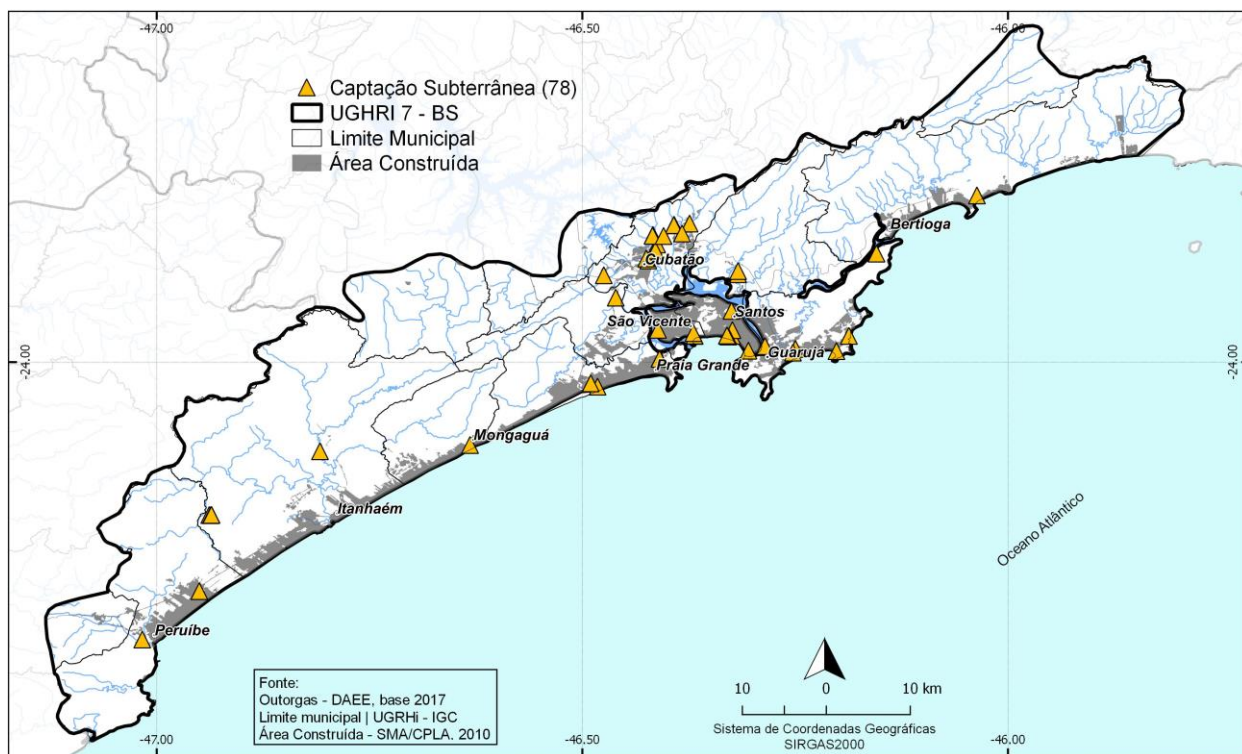 -47.00
-46.50
-46.00
Captação Subterrânea (78)
UGHRI 7 - BS
Limite Municipal
Área Construída
Bertioga
Cubatão
Santos
São Vicente
Guarujá
Praia Grande
-24.00
-24.00
Mongaguá
Itanhaém
Oceano Atlântico
Peruíbe
Fonte:
Outorgas - DAEE, base 2017
Limite municipal | UGRHi - IGC
Área Construída - SMA/CPLA. 2010
10 0 10 km
Sistema de Coordenadas Geográficas
SIRGAS2000
-47.00
-46.50
-46.00